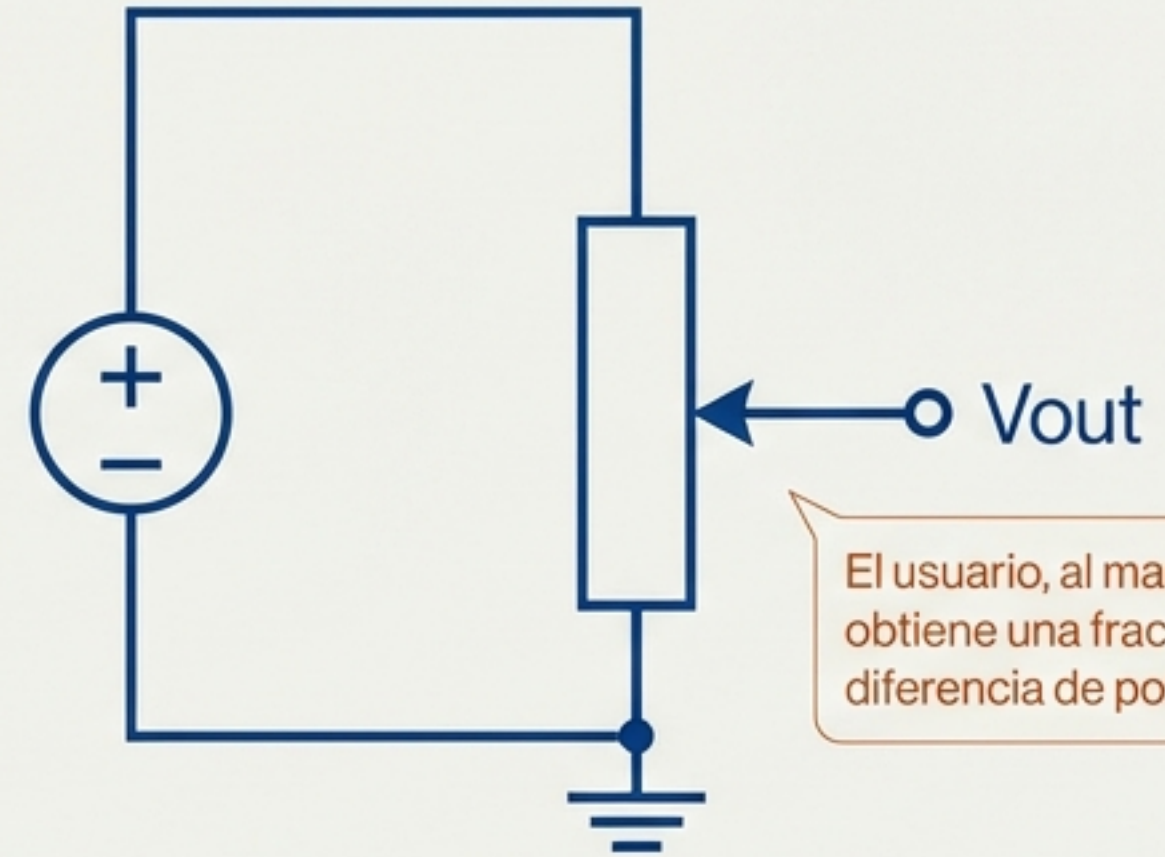 +
−
Vout
El usuario, al ma
obtiene una frac
diferencia de po